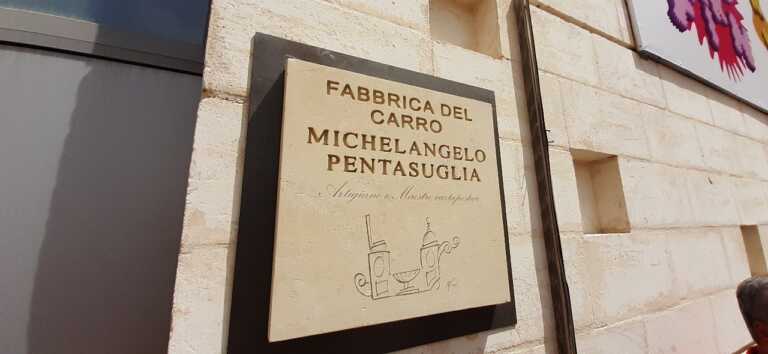 FABBRICA DEL
CARRO
MICHELANGELO
PENTASUGLIA
Artigiano e Maestro cartapestaio